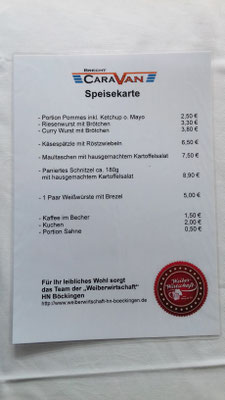 BRECHT
CARAVAN
Speisekarte
- Portion Pommes inkl. Ketchup o. Mayo 2,50 €
- Riesenwurst mit Brötchen 3,30 €
- Curry Wurst mit Brötchen 3,80 €
- Käsespätzle mit Röstzwiebeln 6,50 €
- Maultaschen mit hausgemachtem Kartoffelsalat 7,50 €
- Paniertes Schnitzel ca. 180g
mit hausgemachtem Kartoffelsalat 8,90 €
- 1 Paar Weißwürste mit Brezel 5,00 €
- Kaffee im Becher 1,50 €
- Kuchen 2,00 €
- Portion Sahne 0,50 €
Für Ihr leibliches Wohl sorgt
das Team der „Weiberwirtschaft"
HN Böckingen
http://www.weiberwirtschaft-hn-boeckingen.de
Weiber
Wirtschaft